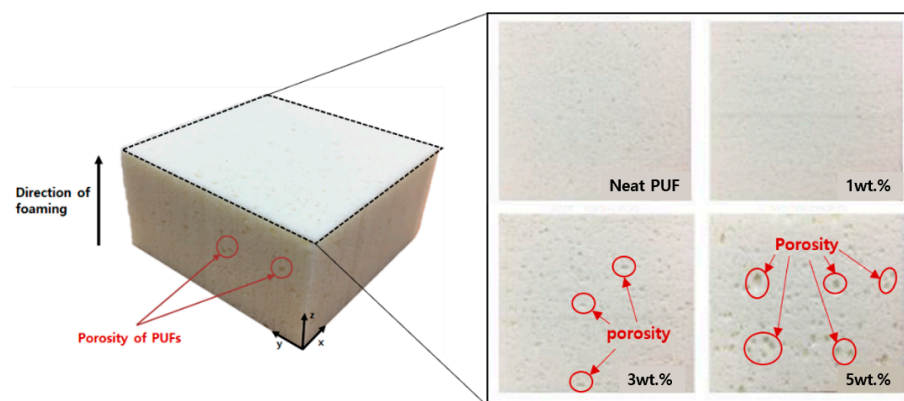 Direction of
foaming
Porosity of PUFs
z
y
x
Neat PUF
1wt.%
porosity
3wt.%
Porosity
5wt.%